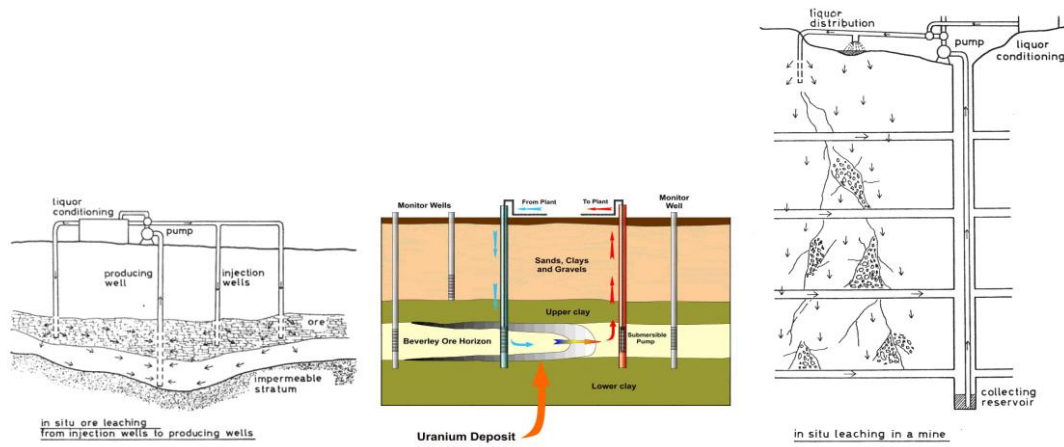 liquor
conditioning
pump
producing
well
injection
wells
ore
impermeable
stratum
in situ ore leaching
from injection wells to producing wells
Monitor Wells
From Plant
To Plant
Monitor
Well
Sands, Clays
and Gravels
Upper clay
Beverley Ore Horizon
Submersible
Pump
Lower clay
Uranium Deposit
liquor
distribution
pump
liquor
conditioning
collecting
reservoir
in situ leaching in a mine